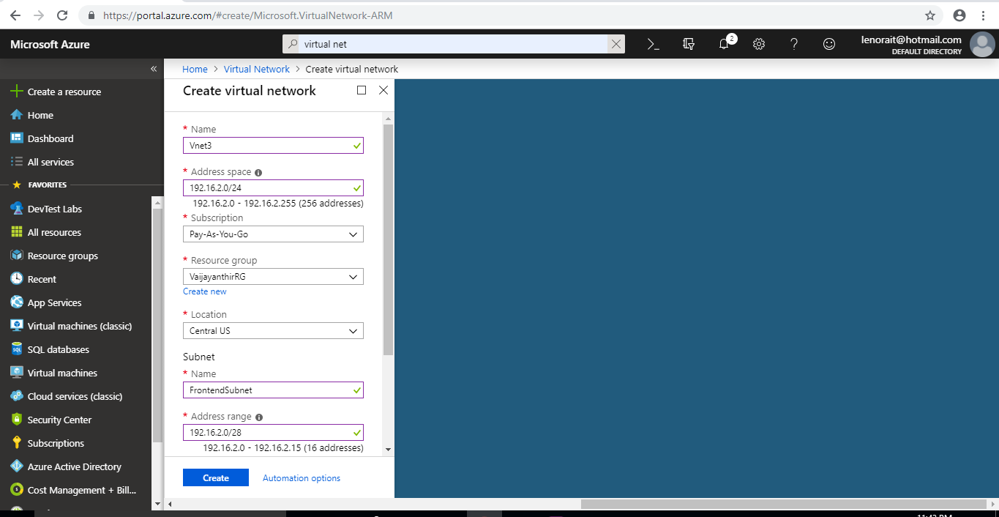 https://portal.azure.com/#create/Microsoft.VirtualNetwork-ARM
Microsoft Azure
virtual net
2
lenorait@hotmail.com
DEFAULT DIRECTORY
Home > Virtual Network > Create virtual network
Create a resource
Home
Dashboard
All services
FAVORITES
DevTest Labs
All resources
Resource groups
Recent
App Services
Virtual machines (classic)
SQL databases
Virtual machines
Cloud services (classic)
Security Center
Subscriptions
Azure Active Directory
Cost Management + Bill...
Create virtual network
* Name
Vnet3
* Address space
192.16.2.0/24
192.16.2.0 - 192.16.2.255 (256 addresses)
* Subscription
Pay-As-You-Go
* Resource group
VaijayanthirRG
Create new
* Location
Central US
Subnet
* Name
FrontendSubnet
* Address range
192.16.2.0/28
192.16.2.0 - 192.16.2.15 (16 addresses)
Create
Automation options